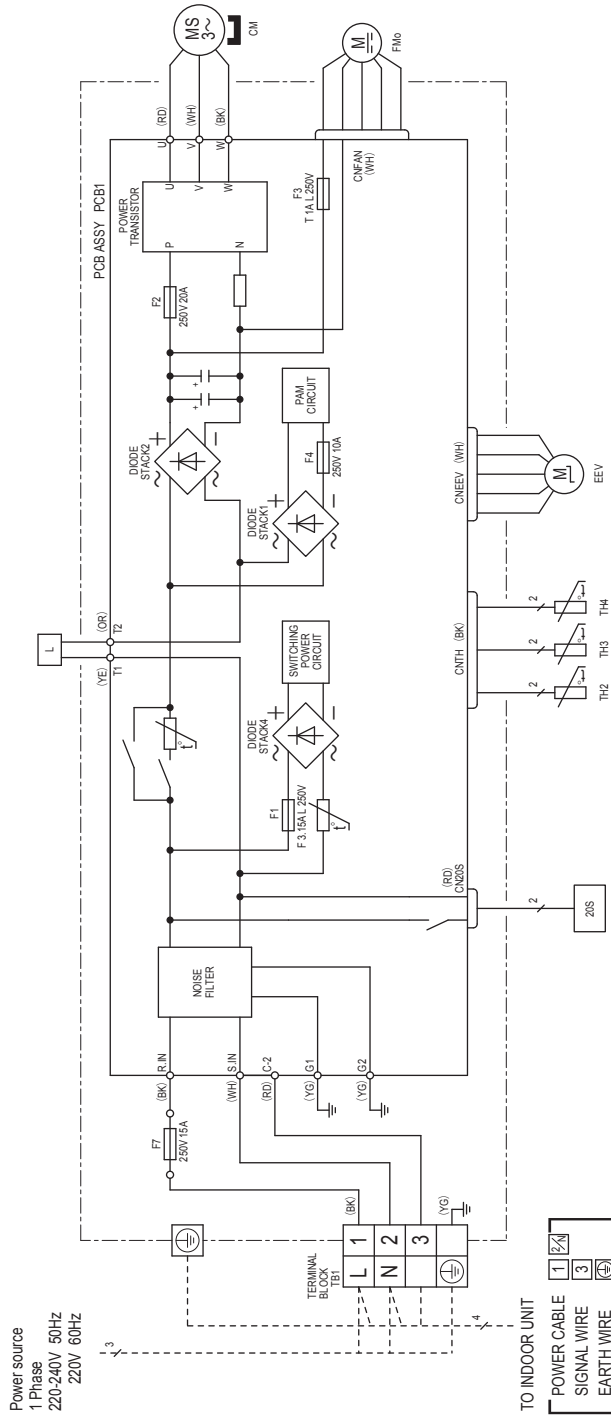 Power source
1 Phase
220-240V 50Hz
220V 60Hz
3
TO INDOOR UNIT
4
POWER CABLE 1 2/N
SIGNAL WIRE 3
EARTH WIRE
TERMINAL
BLOCK
TB1
L 1
N 2
3
(BK)
(YG)
F7
250V 15A
(BK) R.IN
(WH) S.IN
(RD) C-2
(YG) G1
(YG) G2
NOISE
FILTER
PCB ASSY PCB1
L
(YE)
T1
(OR)
T2
t°
F1
F 3.15A L 250V
t°
DIODE
STACK4
+
~
SWITCHING
POWER
CIRCUIT
DIODE
STACK1
+
~
F4
250V 10A
PAM
CIRCUIT
DIODE
STACK2
+
~
+
+
F2
250V 20A
POWER
TRANSISTOR
P
N
U
V
W
U
V
W
(RD)
(WH)
(BK)
MS
3~
CM
F3
T 1A L 250V
CNFAN
(WH)
M
FMo
(RD)
CN20S
2
20S
CNTH (BK)
2
2
2
t°
t°
t°
TH2
TH3
TH4
CNEEV (WH)
M
EEV